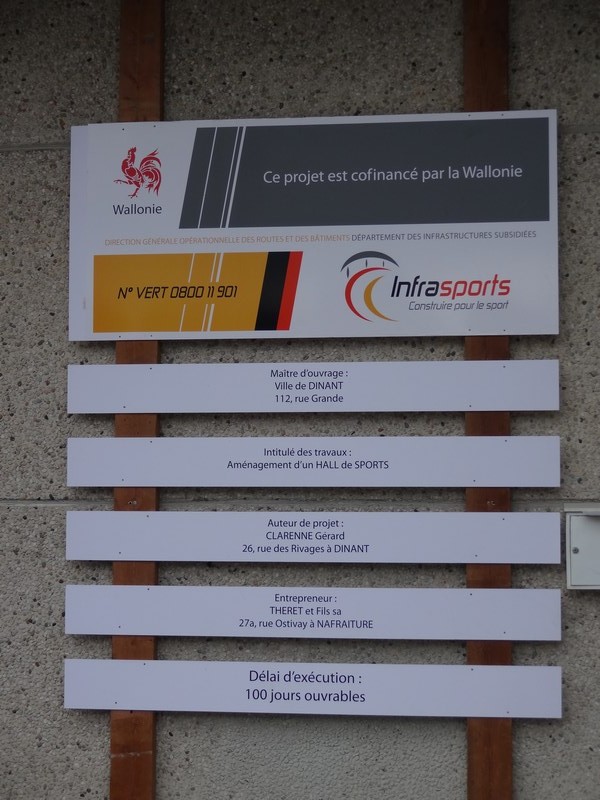 Ce projet est cofinancé par la Wallonie
Wallonie
DIRECTION GÉNÉRALE OPÉRATIONNELLE DES ROUTES ET DES BÂTIMENTS DÉPARTEMENT DES INFRASTRUCTURES SUBSIDIÉES
N° VERT 0800 11 901
Infrasports
Construire pour le sport
Maître d'ouvrage :
Ville de DINANT
112, rue Grande
Intitulé des travaux :
Aménagement d'un HALL de SPORTS
Auteur de projet :
CLARENNE Gérard
26, rue des Rivages à DINANT
Entrepreneur :
THERET et Fils sa
27a, rue Ostivay à NAFRAITURE
Délai d'exécution :
100 jours ouvrables